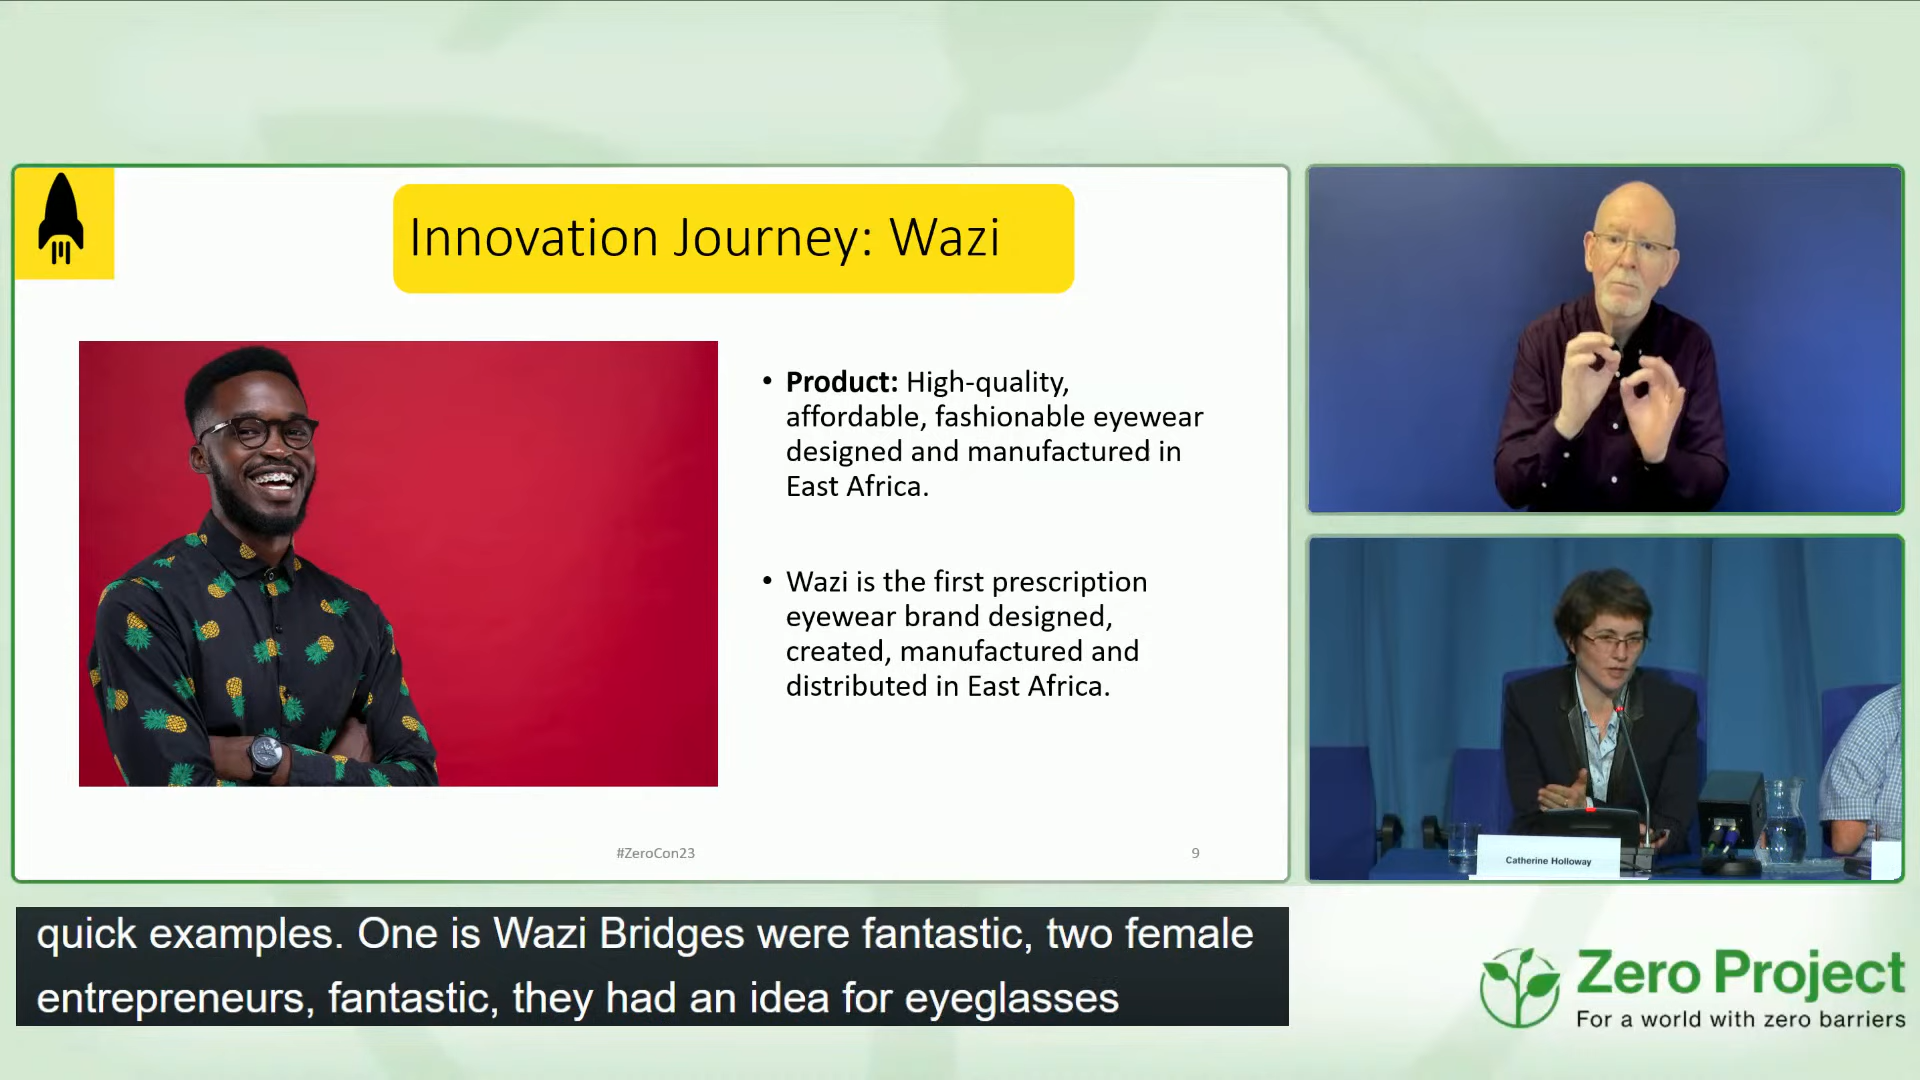 Innovation Journey: Wazi
• Product: High-quality,
affordable, fashionable eyewear
designed and manufactured in
East Africa.
• Wazi is the first prescription
eyewear brand designed,
created, manufactured and
distributed in East Africa.
#ZeroCon23
9
Catherine Holloway
quick examples. One is Wazi Bridges were fantastic, two female
entrepreneurs, fantastic, they had an idea for eyeglasses
Zero Project
For a world with zero barriers